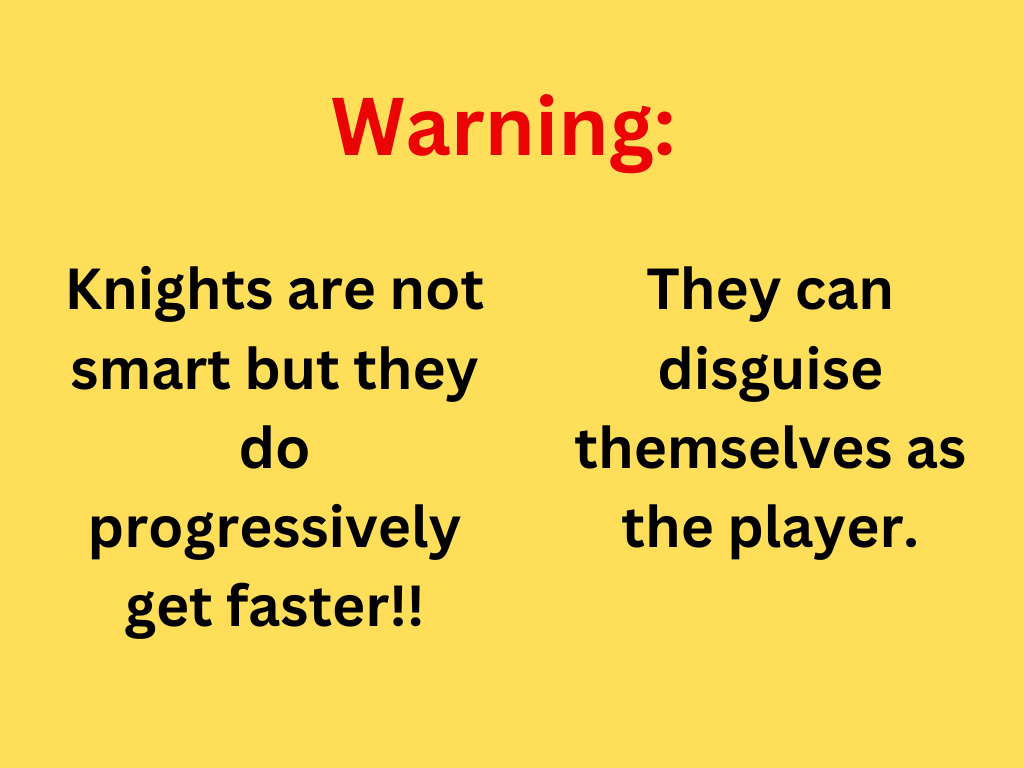 Warning:
Knights are not
smart but they
do
progressively
get faster!!
They can
disguise
themselves as
the player.